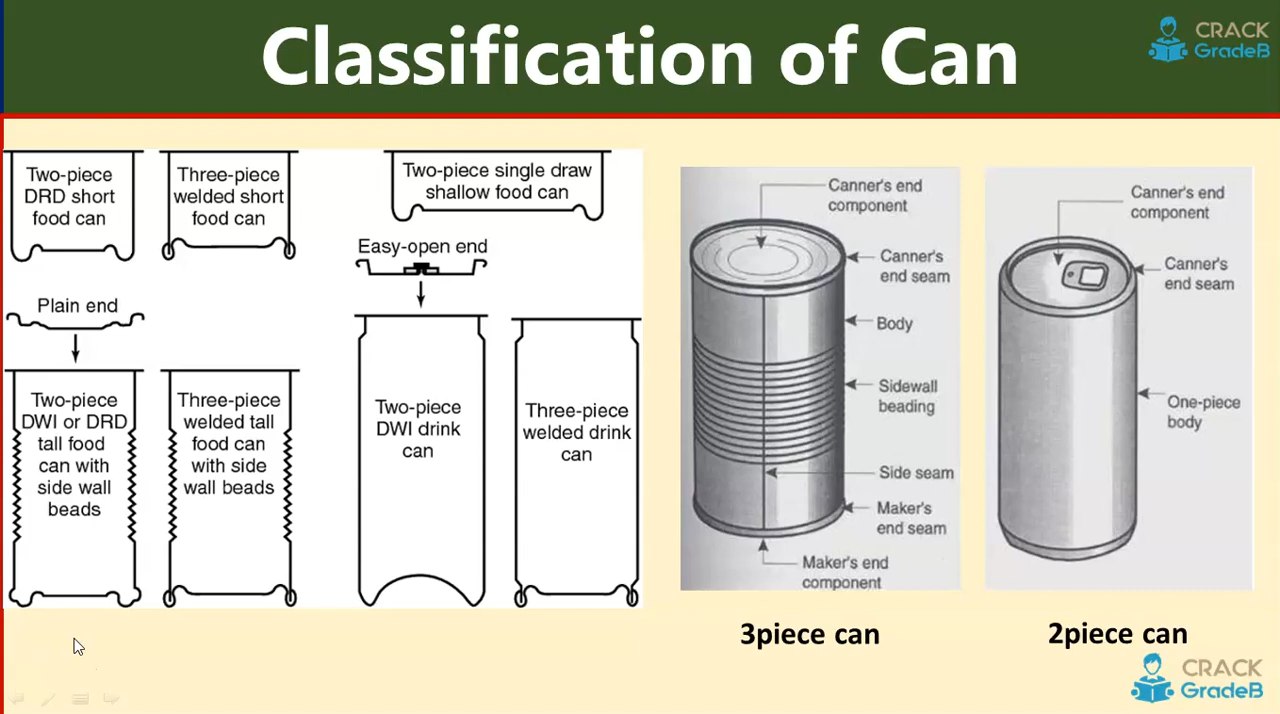 Classification of Can
CRACK
GradeB
Two-piece
DRD short
food can
Three-piece
welded short
food can
Two-piece single draw
shallow food can
Easy-open end
Plain end
Two-piece
DWI or DRD
tall food
can with
side wall
beads
Three-piece
welded tall
food can
with side
wall beads
Two-piece
DWI drink
can
Three-piece
welded drink
can
Canner's end
component
Canner's
end seam
Body
Sidewall
beading
Side seam
Maker's
end seam
Maker's end
component
3piece can
Canner's end
component
Canner's
end seam
One-piece
body
2piece can
CRACK
GradeB